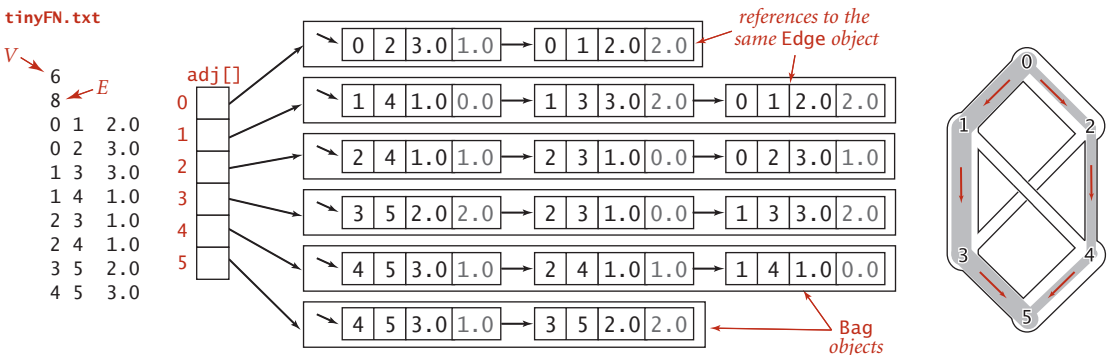 tinyFN.txt
V
6
8
E
0 1 2.0
0 2 3.0
1 3 3.0
1 4 1.0
2 3 1.0
2 4 1.0
3 5 2.0
4 5 3.0
adj[]
0
1
2
3
4
5
0 2 3.0 1.0 0 1 2.0 2.0
1 4 1.0 0.0 1 3 3.0 2.0 0 1 2.0 2.0
2 4 1.0 1.0 2 3 1.0 0.0 0 2 3.0 1.0
3 5 2.0 2.0 2 3 1.0 0.0 1 3 3.0 2.0
4 5 3.0 1.0 2 4 1.0 1.0 1 4 1.0 0.0
4 5 3.0 1.0 3 5 2.0 2.0
references to the
same Edge object
Bag
objects
0
1 2
3 4
5